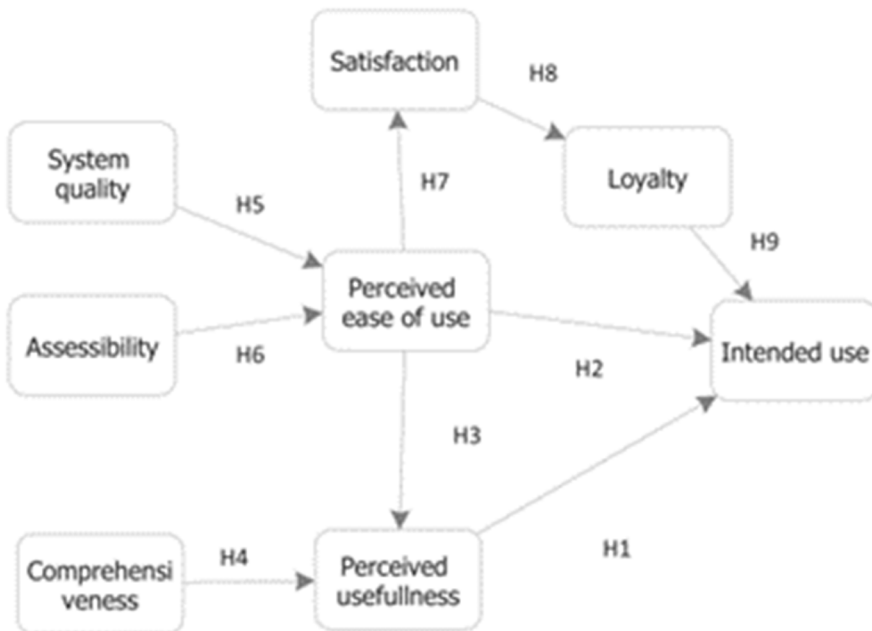 Satisfaction
H8
System
quality
Loyalty
H7
H5
H9
Perceived
ease of use
Assessibility
H6
Intended use
H2
H3
H1
H4
Comprehensi
veness
Perceived
usefullness